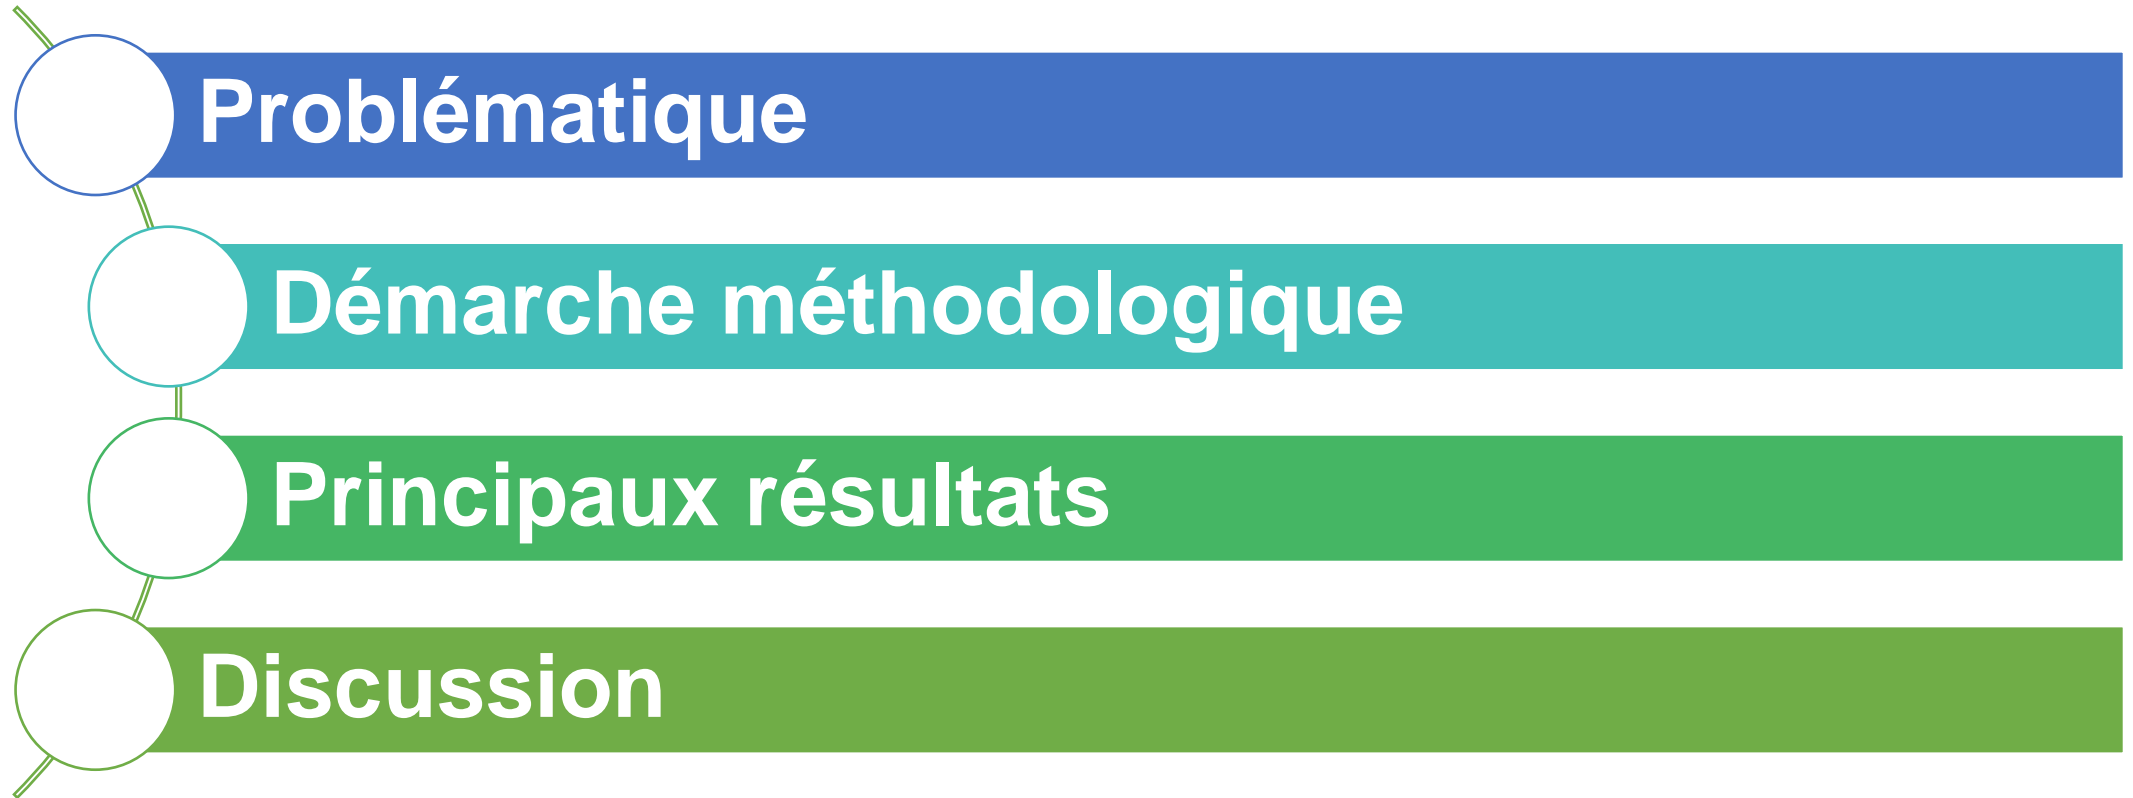 Problématique
Démarche méthodologique
Principaux résultats
Discussion